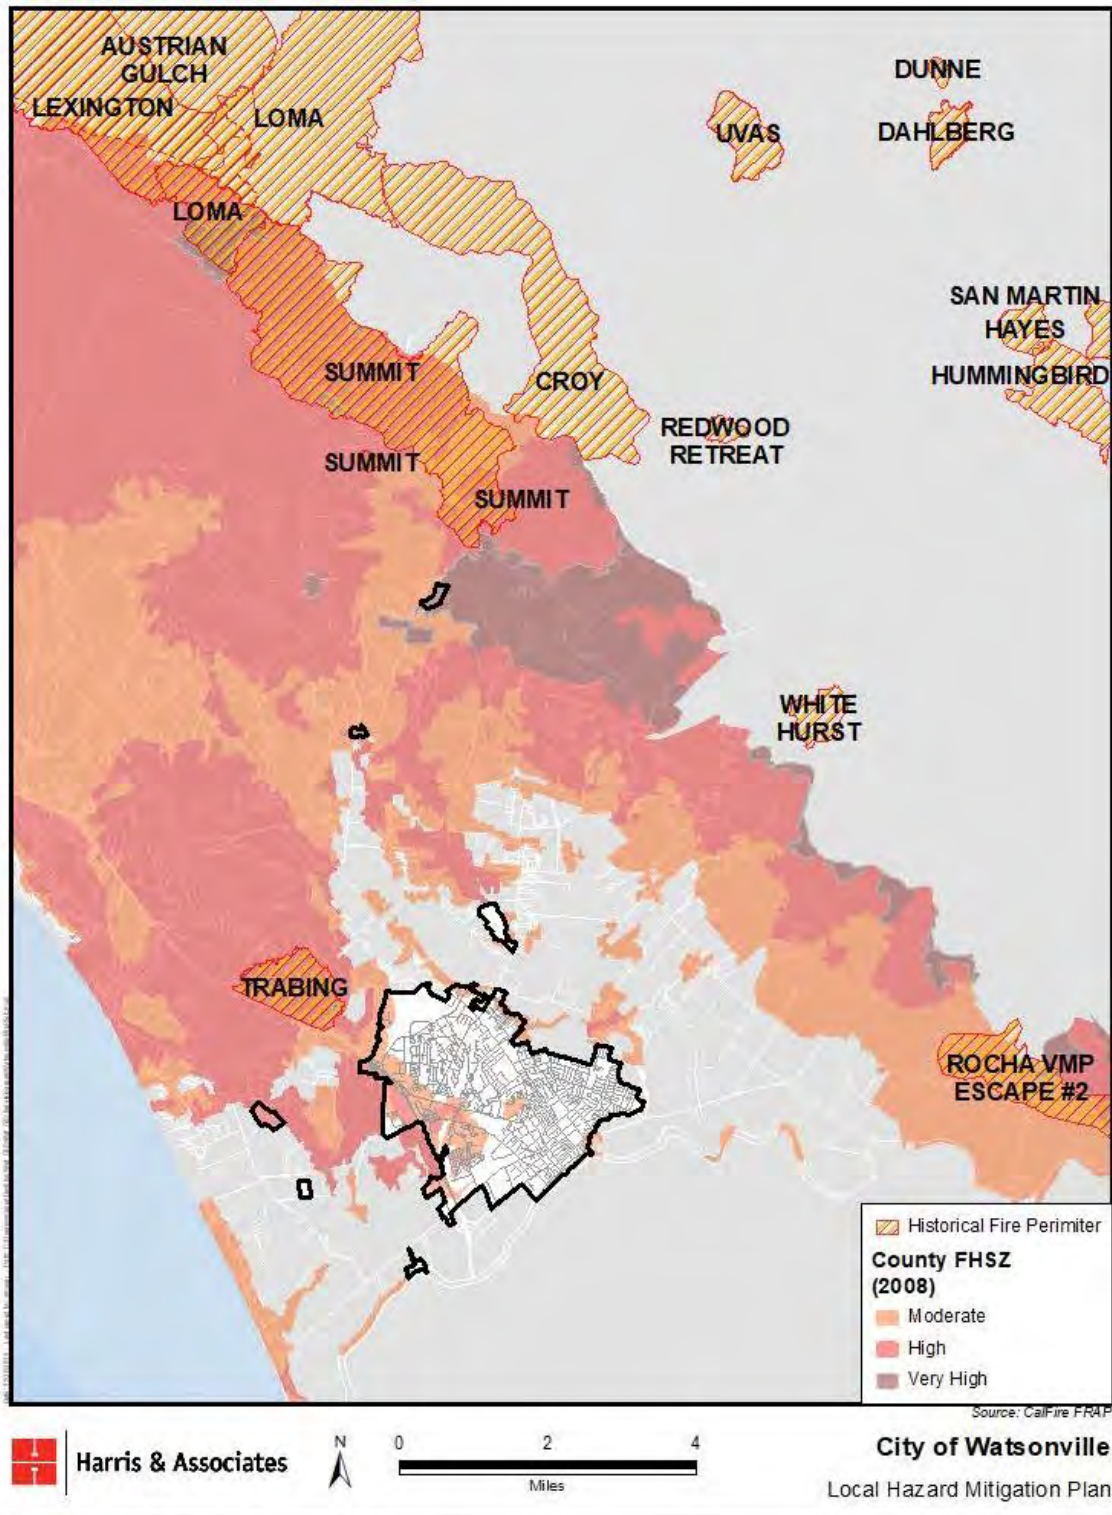 AUSTRIAN
GULCH
LEXINGTON
LOMA
DUNNE
UVAS
DAHLBERG
LOMA
SAN MARTIN
HAYES
SUMMIT
CROY
HUMMINGBIRD
REDWOOD
RETREAT
SUMMIT
SUMMIT
WHITE
HURST
TRABING
ROCHA VMP
ESCAPE #2
Historical Fire Perimiter
County FHSZ
(2008)
Moderate
High
Very High
Source: CalFire FRAP
Harris & Associates
N
0 2 4
Miles
City of Watsonville
Local Hazard Mitigation Plan